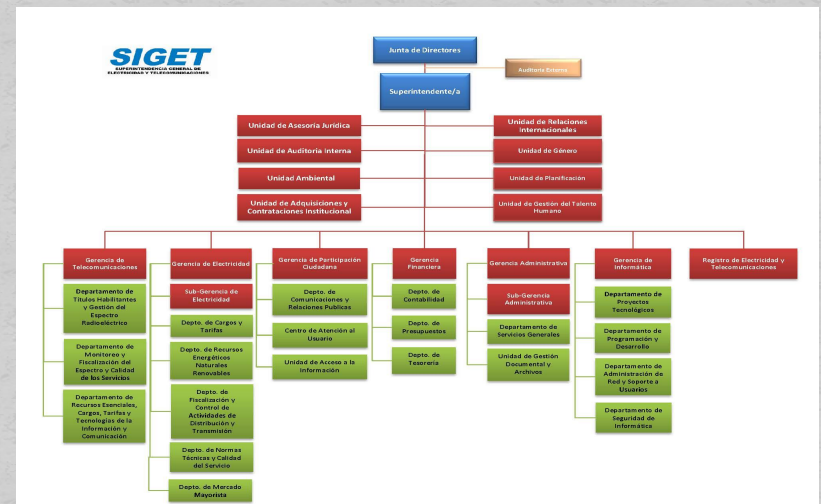 SIGET
SUPERINTENDENCIA GENERAL DE
ELECTRICIDAD Y TELECOMUNICACIONES
Junta de Directores
Auditoria Externa
Superintendente/a
Unidad de Asesoría Jurídica
Unidad de Relaciones
Internacionales
Unidad de Auditoría Interna
Unidad de Género
Unidad Ambiental
Unidad de Planificación
Unidad de Adquisiciones y
Contrataciones Institucional
Unidad de Gestión del Talento
Humano
Gerencia de
Telecomunicaciones
Departamento de
Títulos Habilitantes
y Gestión del
Espectro
Radioeléctrico
Departamento de
Monitoreo y
Fiscalización del
Espectro y Calidad
de los Servicios
Departamento de
Recursos Esenciales,
Cargos, Tarifas y
Tecnologías de la
Información y
Comunicación
Gerencia de Electricidad
Sub-Gerencia de
Electricidad
Depto. de Cargos y
Tarifas
Depto. de Recursos
Energéticos
Naturales
Renovables
Depto. de
Fiscalización y
Control de
Actividades de
Distribución y
Transmisión
Depto. de Normas
Técnicas y Calidad
del Servicio
Depto. de Mercado
Mayorista
Gerencia de Participación
Ciudadana
Depto. de
Comunicaciones y
Relaciones Publicas
Centro de Atención al
Usuario
Unidad de Acceso a la
Información
Gerencia
Financiera
Depto. de
Contabilidad
Depto. de
Presupuestos
Depto. de
Tesorería
Gerencia Administrativa
Sub-Gerencia
Administrativa
Departamento de
Servicios Generales
Unidad de Gestión
Documental y
Archivos
Gerencia de
Informática
Departamento de
Proyectos
Tecnológicos
Departamento de
Programación y
Desarrollo
Departamento de
Administración de
Red y Soporte a
Usuarios
Departamento de
Seguridad de
Informática
Registro de Electricidad y
Telecomunicaciones